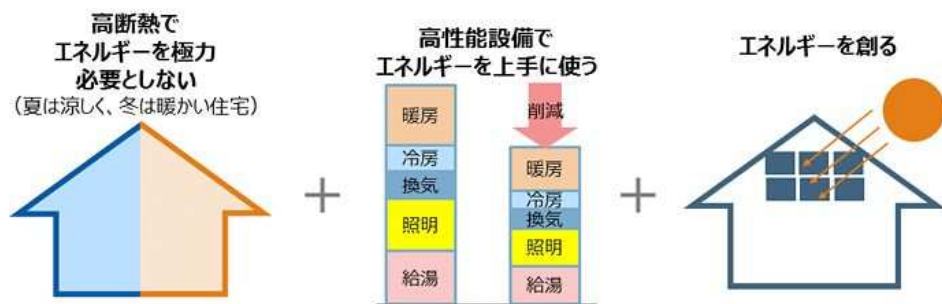 高断熱で
エネルギーを極力
必要としない
（夏は涼しく、冬は暖かい住宅）
高性能設備で
エネルギーを上手に使う
暖房
冷房
換気
照明
給湯
削減
暖房
冷房
換気
照明
給湯
エネルギーを創る